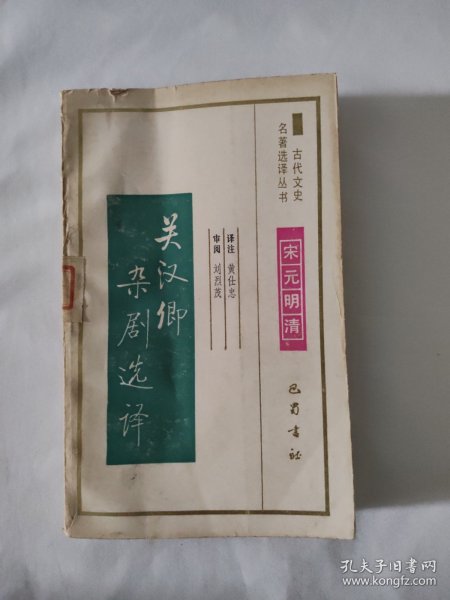 古代文史
名著选译丛书
宋元明清
巴蜀书社
译注 黄仕忠
审阅 刘烈茂
关汉卿
杂剧选译
孔夫子旧书网
www.kongfz.com